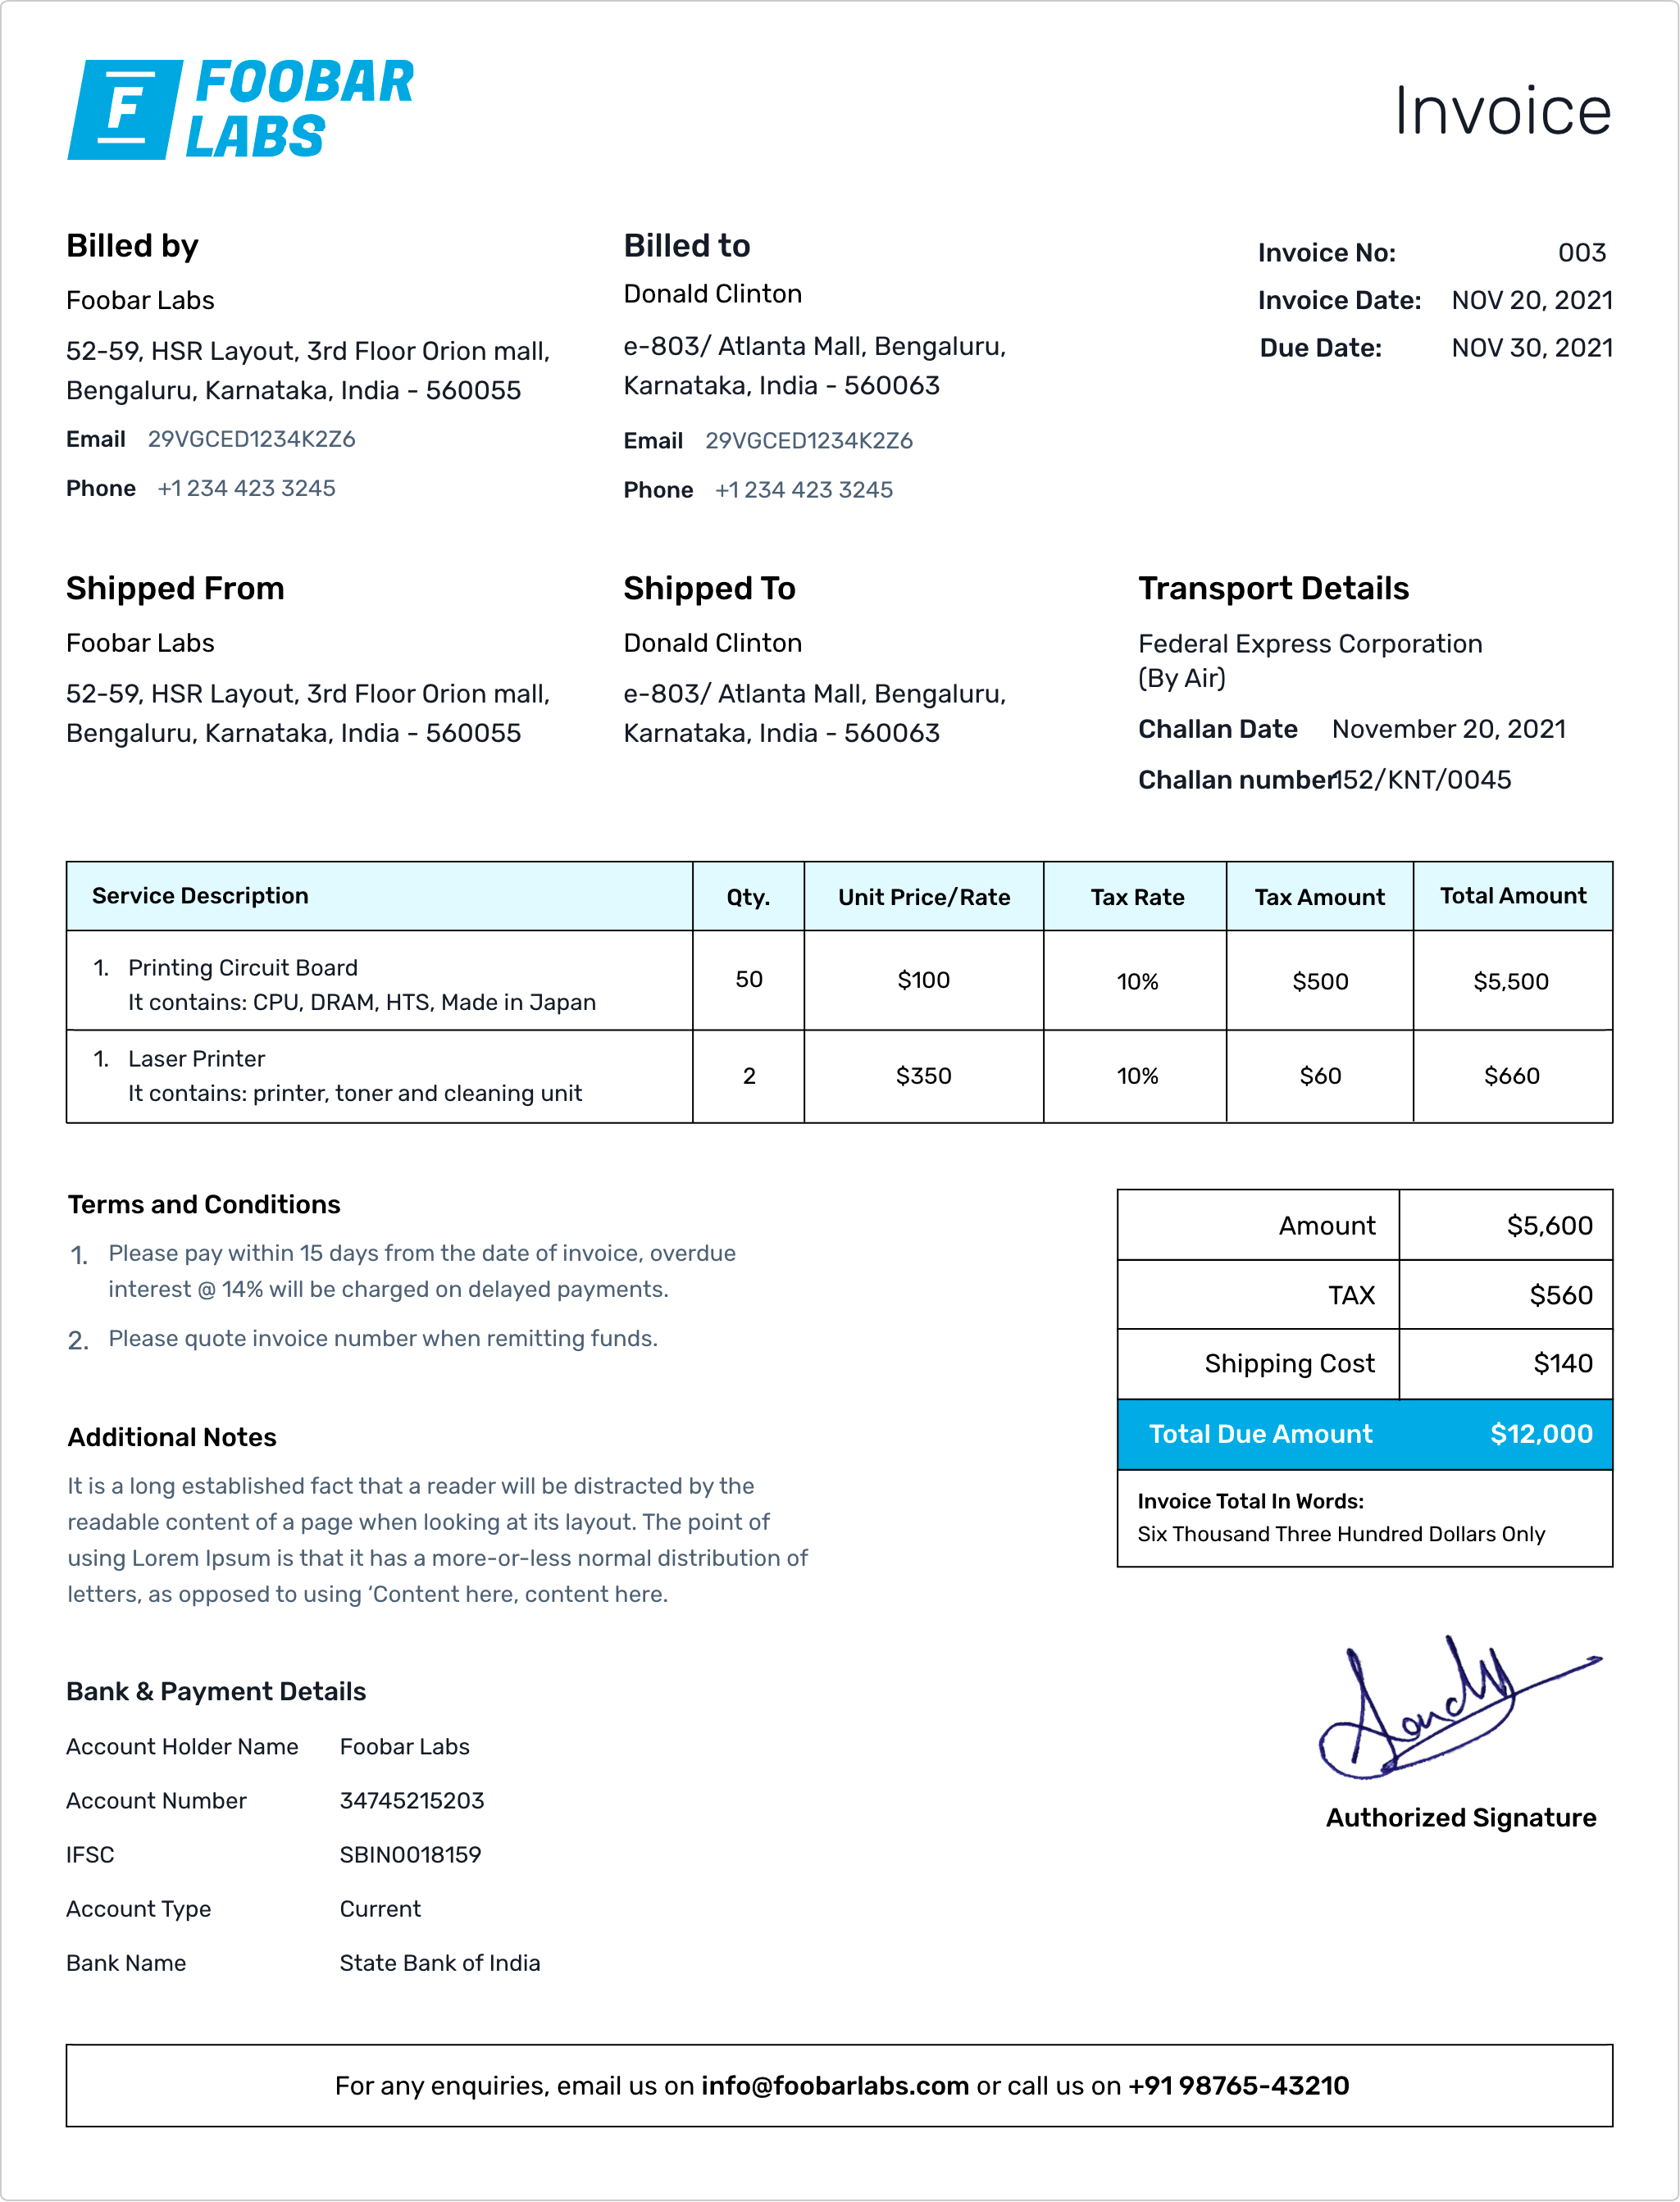 F FOOBAR
LABS
Invoice
Billed by
Foobar Labs
52-59, HSR Layout, 3rd Floor Orion mall,
Bengaluru, Karnataka, India - 560055
Email 29VGCED1234K2Z6
Phone +1 234 423 3245
Billed to
Donald Clinton
e-803/ Atlanta Mall, Bengaluru,
Karnataka, India - 560063
Email 29VGCED1234K2Z6
Phone +1 234 423 3245
Invoice No: 003
Invoice Date: NOV 20, 2021
Due Date: NOV 30, 2021
Shipped From
Foobar Labs
52-59, HSR Layout, 3rd Floor Orion mall,
Bengaluru, Karnataka, India - 560055
Shipped To
Donald Clinton
e-803/ Atlanta Mall, Bengaluru,
Karnataka, India - 560063
Transport Details
Federal Express Corporation
(By Air)
Challan Date November 20, 2021
Challan number 152/KNT/0045
Service Description Qty. Unit Price/Rate Tax Rate Tax Amount Total Amount
1. Printing Circuit Board
It contains: CPU, DRAM, HTS, Made in Japan
50 $100 10% $500 $5,500
1. Laser Printer
It contains: printer, toner and cleaning unit
2 $350 10% $60 $660
Terms and Conditions
1. Please pay within 15 days from the date of invoice, overdue
interest @ 14% will be charged on delayed payments.
2. Please quote invoice number when remitting funds.
Amount $5,600
TAX $560
Shipping Cost $140
Total Due Amount $12,000
Invoice Total In Words:
Six Thousand Three Hundred Dollars Only
Additional Notes
It is a long established fact that a reader will be distracted by the
readable content of a page when looking at its layout. The point of
using Lorem Ipsum is that it has a more-or-less normal distribution of
letters, as opposed to using ‘Content here, content here.
Bank & Payment Details
Account Holder Name Foobar Labs
Account Number 34745215203
IFSC SBIN0018159
Account Type Current
Bank Name State Bank of India
Authorized Signature
For any enquiries, email us on info@foobarlabs.com or call us on +91 98765-43210